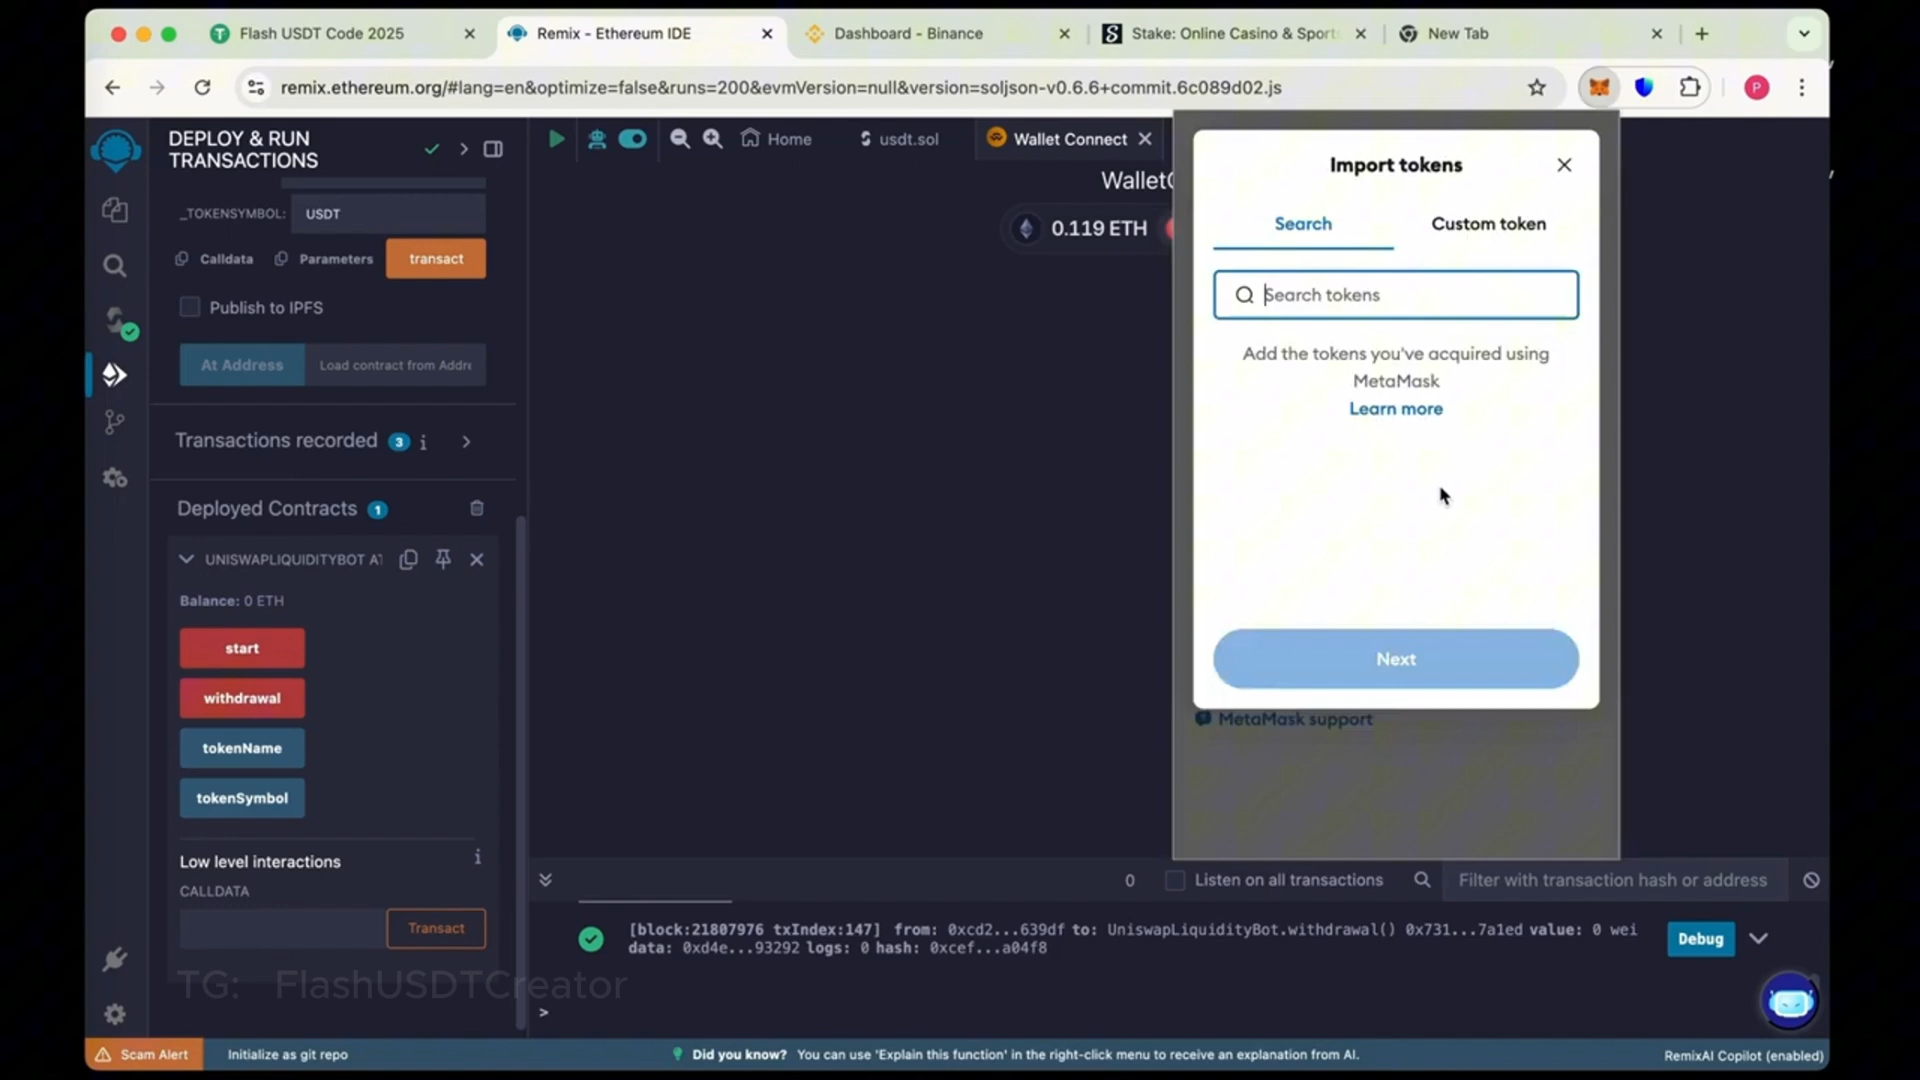 Flash USDT Code 2025
Remix - Ethereum IDE
Dashboard - Binance
Stake: Online Casino & Sport:
New Tab
remix.ethereum.org/#lang=en&optimize=false&runs=200&evmVersion=null&version=soljson-v0.6.6+commit.6c089d02.js
P
DEPLOY & RUN
TRANSACTIONS
Home
usdt.sol
Wallet Connect
_TOKENSYMBOL: USDT
Calldata
Parameters
transact
Publish to IPFS
At Address
Load contract from Addre
Transactions recorded 3 i
Deployed Contracts 1
UNISWAPLIQUIDITYBOT AT
Balance: 0 ETH
start
withdrawal
tokenName
tokenSymbol
Low level interactions
i
CALLDATA
Transact
WalletC
0.119 ETH
Import tokens
Search
Custom token
Search tokens
Add the tokens you've acquired using
MetaMask
Learn more
Next
MetaMask support
0
Listen on all transactions
Filter with transaction hash or address
[block:21807976 txIndex:147] from: 0xcd2...639df to: UniswapLiquidityBot.withdrawal() 0x731...7a1ed value: 0 wei
data: 0xd4e...93292 logs: 0 hash: 0xcef...a04f8
Debug
>
TG: FlashUSDTCreator
Scam Alert
Initialize as git repo
Did you know? You can use 'Explain this function' in the right-click menu to receive an explanation from AI.
RemixAI Copilot (enabled)